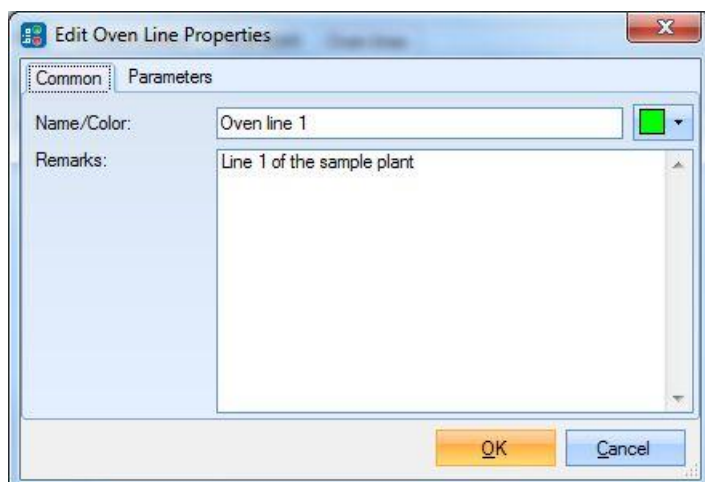 Edit Oven Line Properties
Common Parameters
Name/Color: Oven line 1
Remarks: Line 1 of the sample plant
OK Cancel